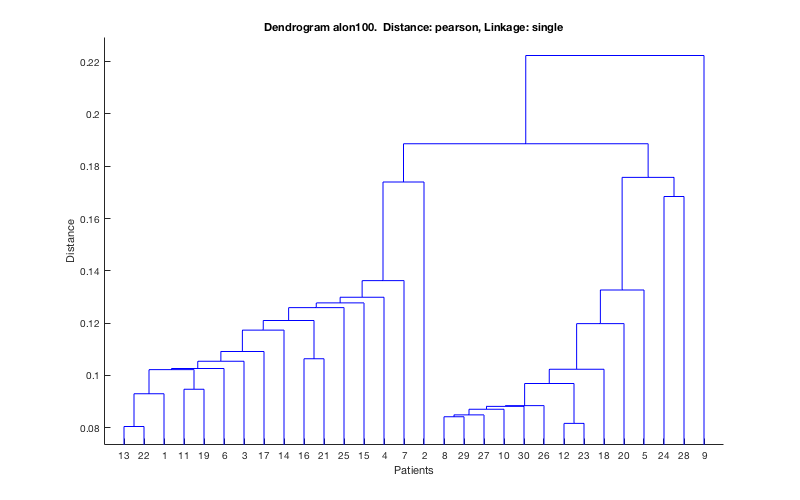 Dendrogram alon100.  Distance: pearson, Linkage: single
0.22
0.2
0.18
0.16
0.14
0.12
0.1
0.08
Distance
13 22 1 11 19 6 3 17 14 16 21 25 15 4 7 2 8 29 27 10 30 26 12 23 18 20 5 24 28 9
Patients